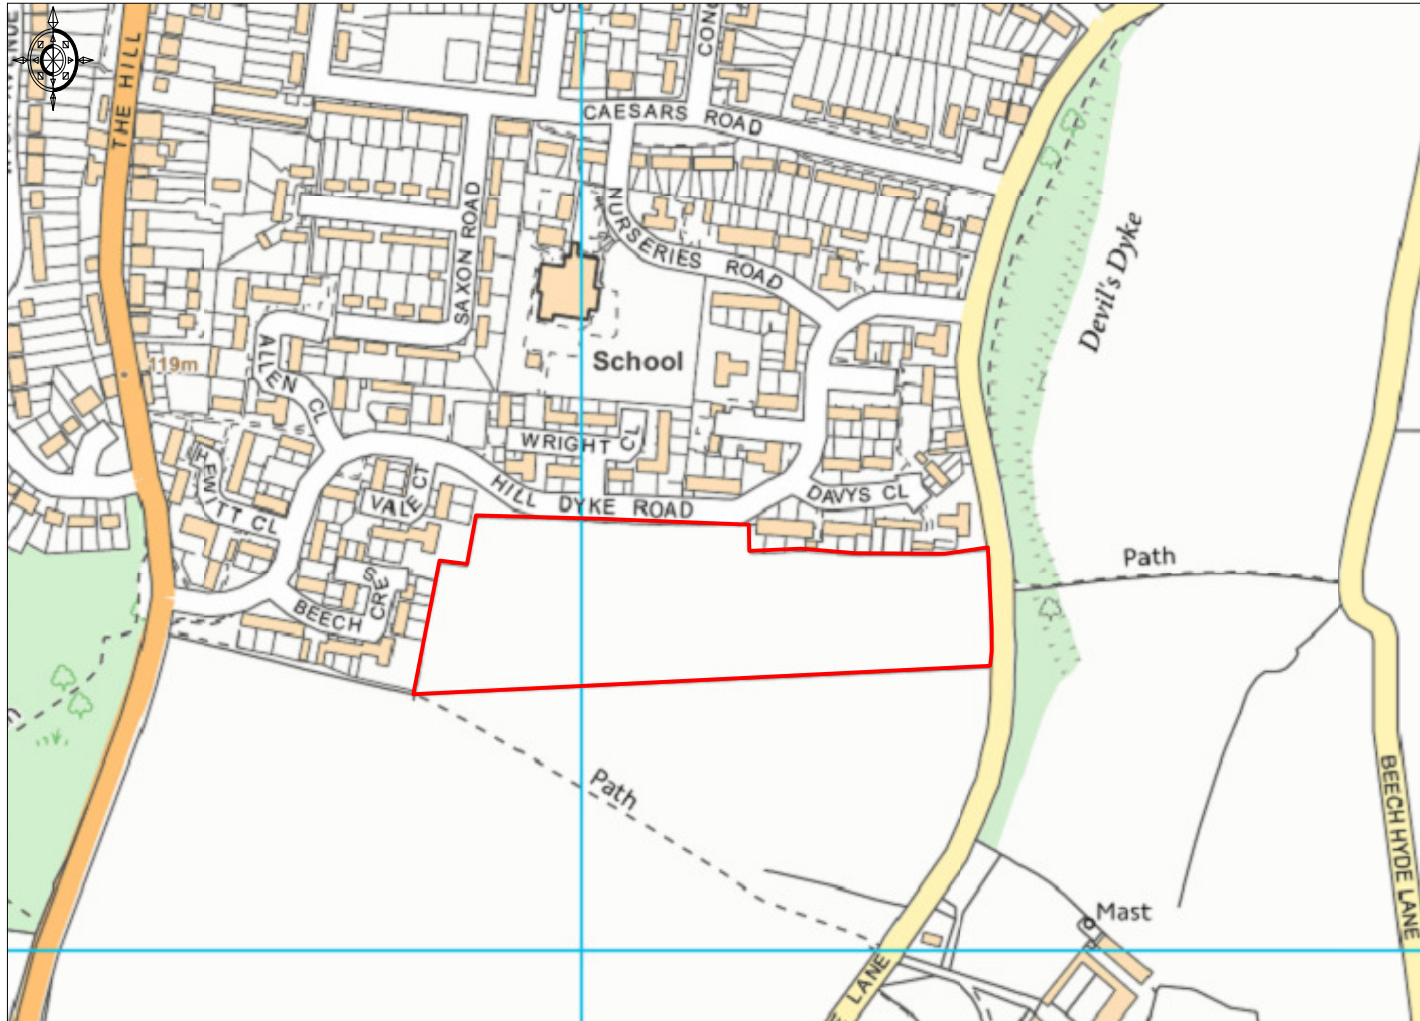 THE HILL
CAESARS ROAD
SAXON ROAD
NURSERIES ROAD
Devil's Dyke
School
119m
ALLEN CL
WRIGHT CL
HEWITT CL
VALE CT
HILL DYKE ROAD
DAVYS CL
BEECH CRES
Path
Path
BEECH HYDE LANE
Mast
LANE